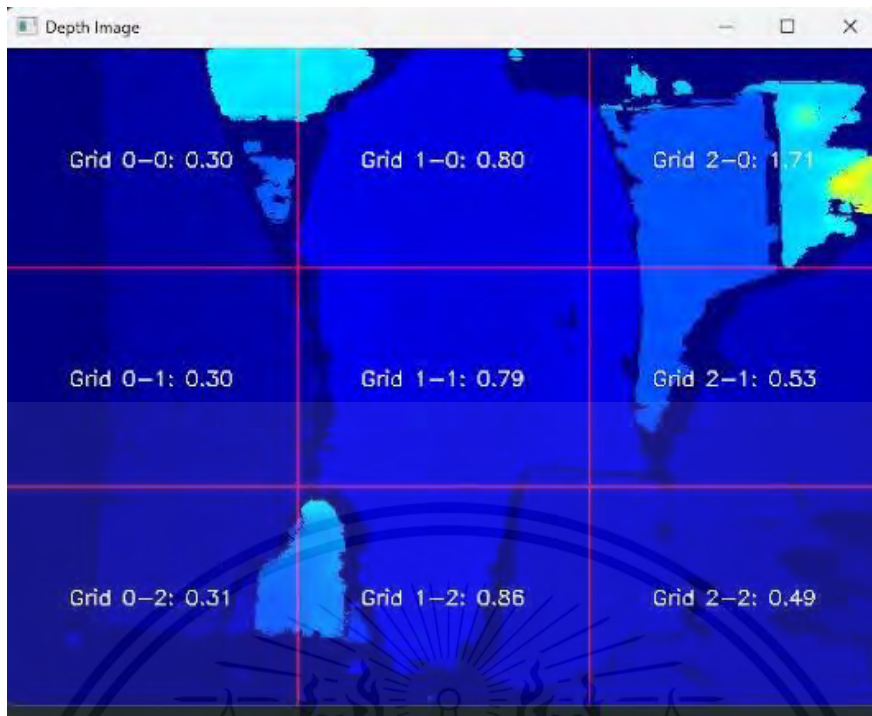 Depth Image
Grid 0-0: 0.30 Grid 1-0: 0.80 Grid 2-0: 1.71
Grid 0-1: 0.30 Grid 1-1: 0.79 Grid 2-1: 0.53
Grid 0-2: 0.31 Grid 1-2: 0.86 Grid 2-2: 0.49